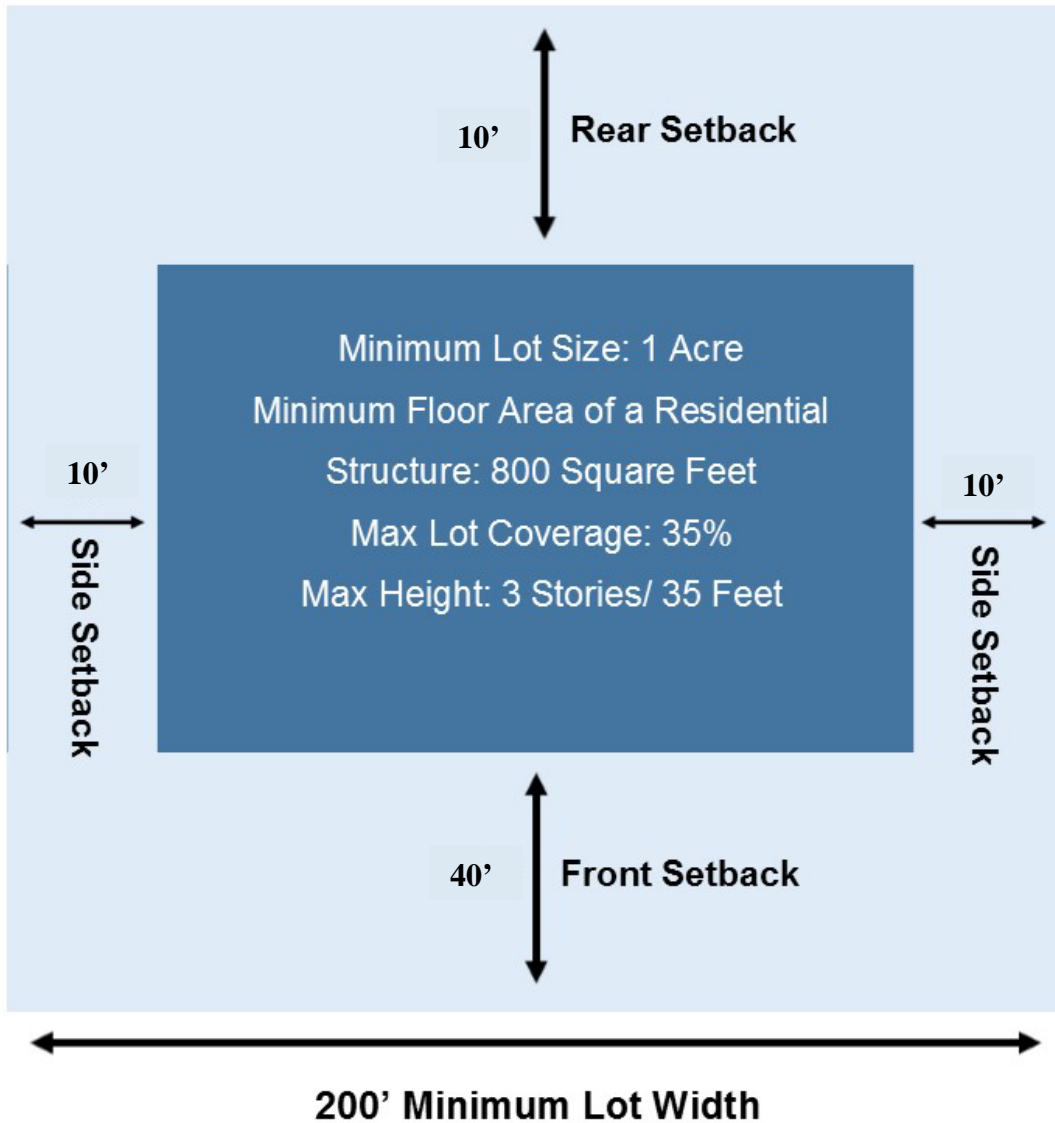 10’ Rear Setback
Minimum Lot Size: 1 Acre
Minimum Floor Area of a Residential
Structure: 800 Square Feet
Max Lot Coverage: 35%
Max Height: 3 Stories/ 35 Feet
10’
Side Setback
10’
Side Setback
40’ Front Setback
200’ Minimum Lot Width